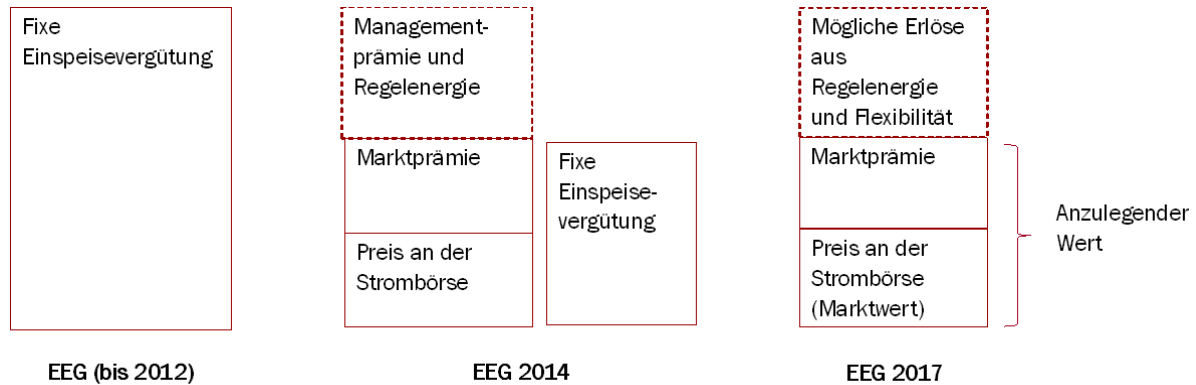 Fixe
Einspeisevergütung
EEG (bis 2012)
Management-
prämie und
Regelenergie
Marktprämie
Preis an der
Strombörse
Fixe
Einspeise-
vergütung
EEG 2014
Mögliche Erlöse
aus
Regelenergie
und Flexibilität
Marktprämie
Preis an der
Strombörse
(Marktwert)
Anzulegender
Wert
EEG 2017